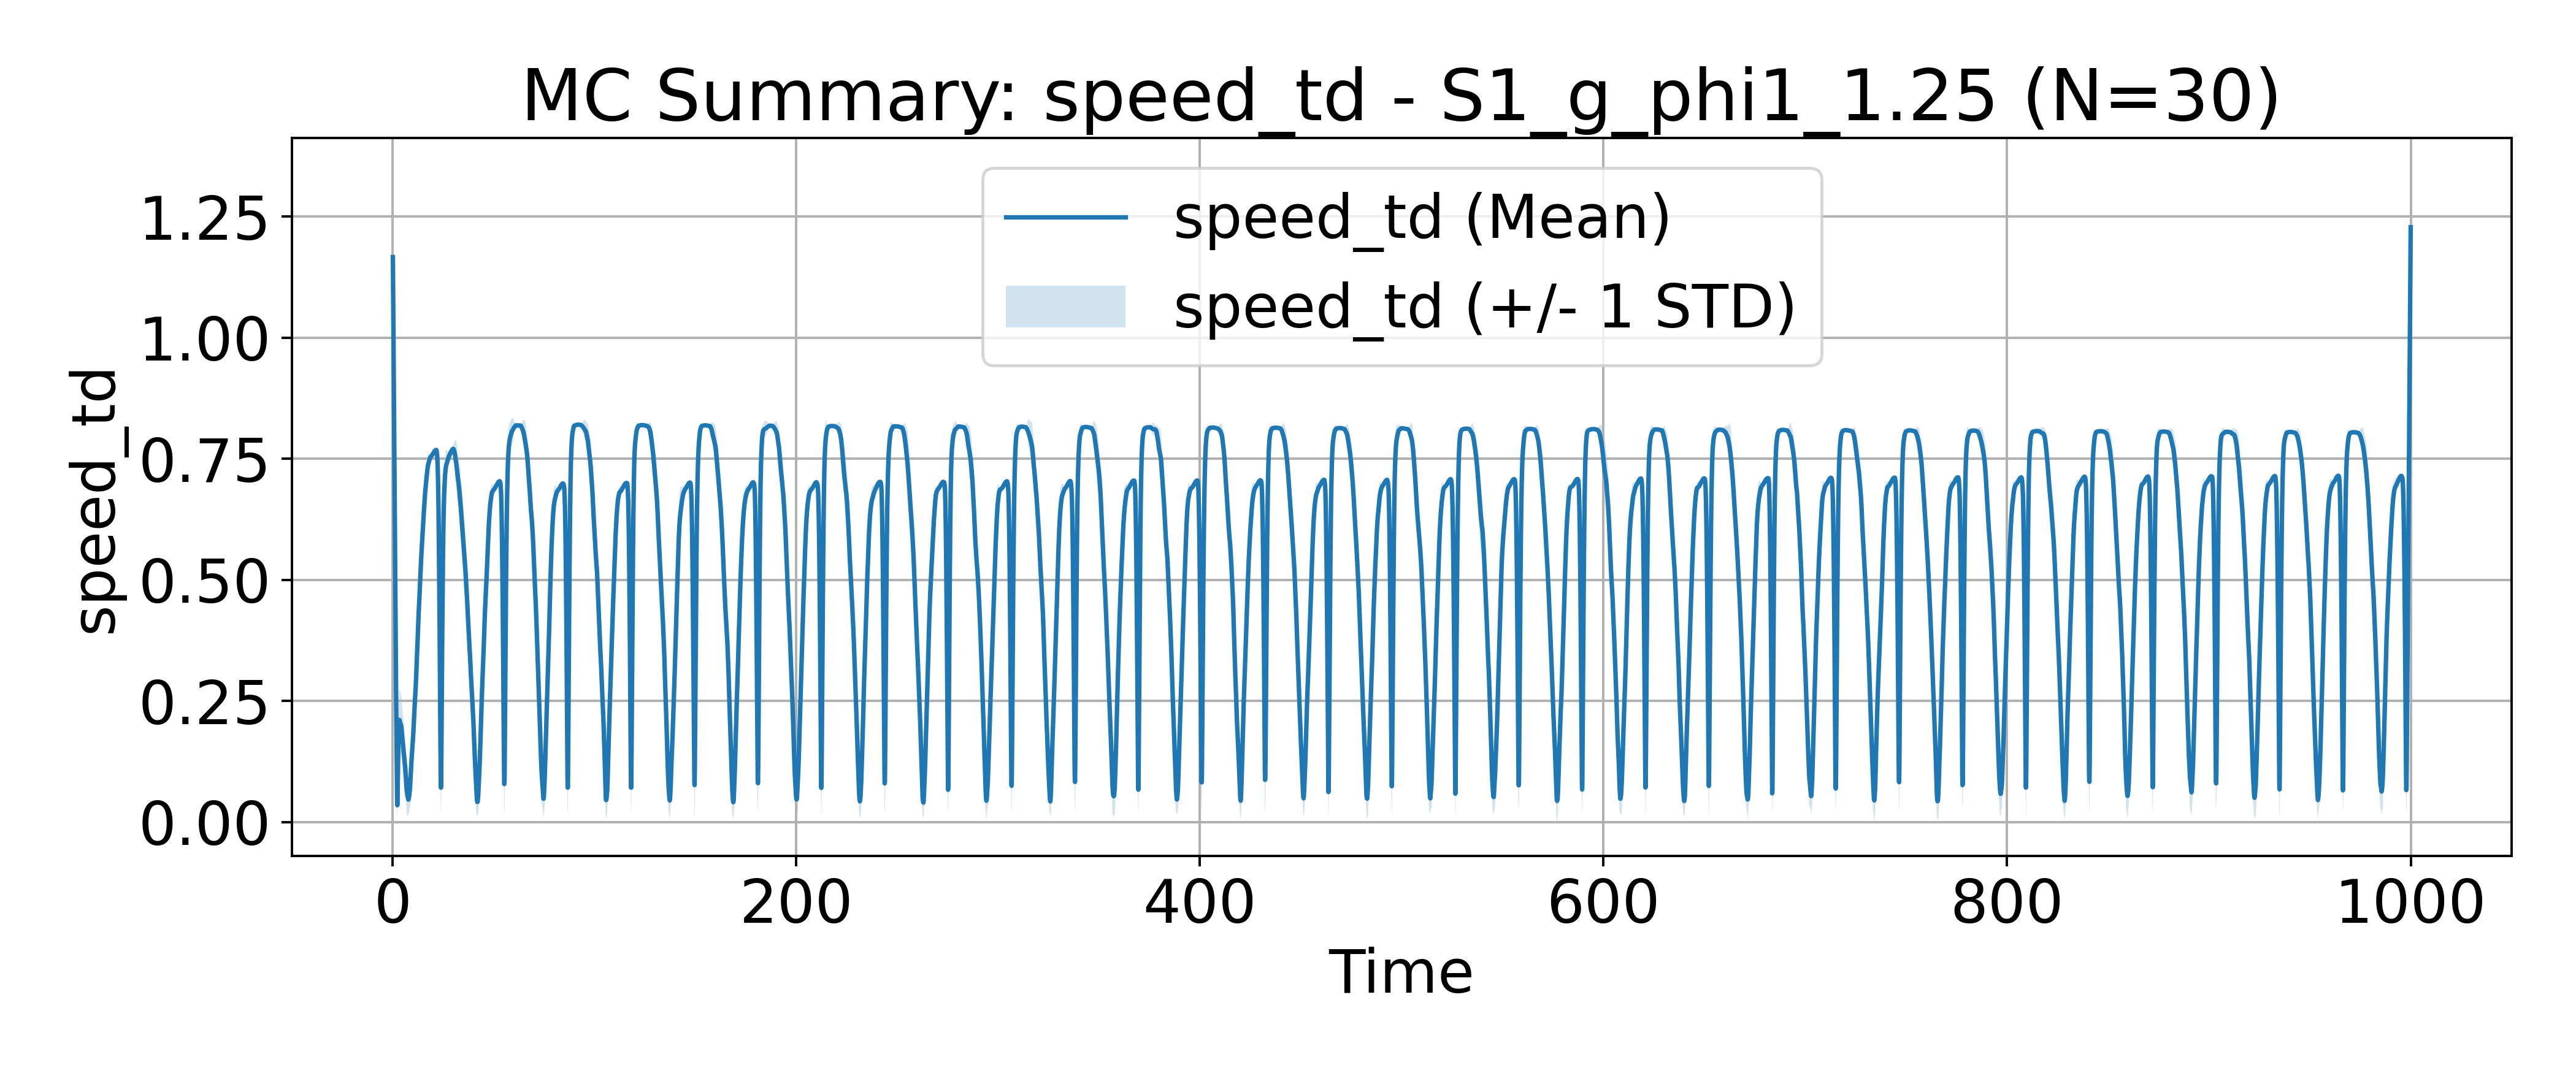 MC Summary: speed_td - S1_g_phi1_1.25 (N=30)
speed_td (Mean)
speed_td (+/- 1 STD)
speed_td
1.25
1.00
0.75
0.50
0.25
0.00
0 200 400 600 800 1000
Time